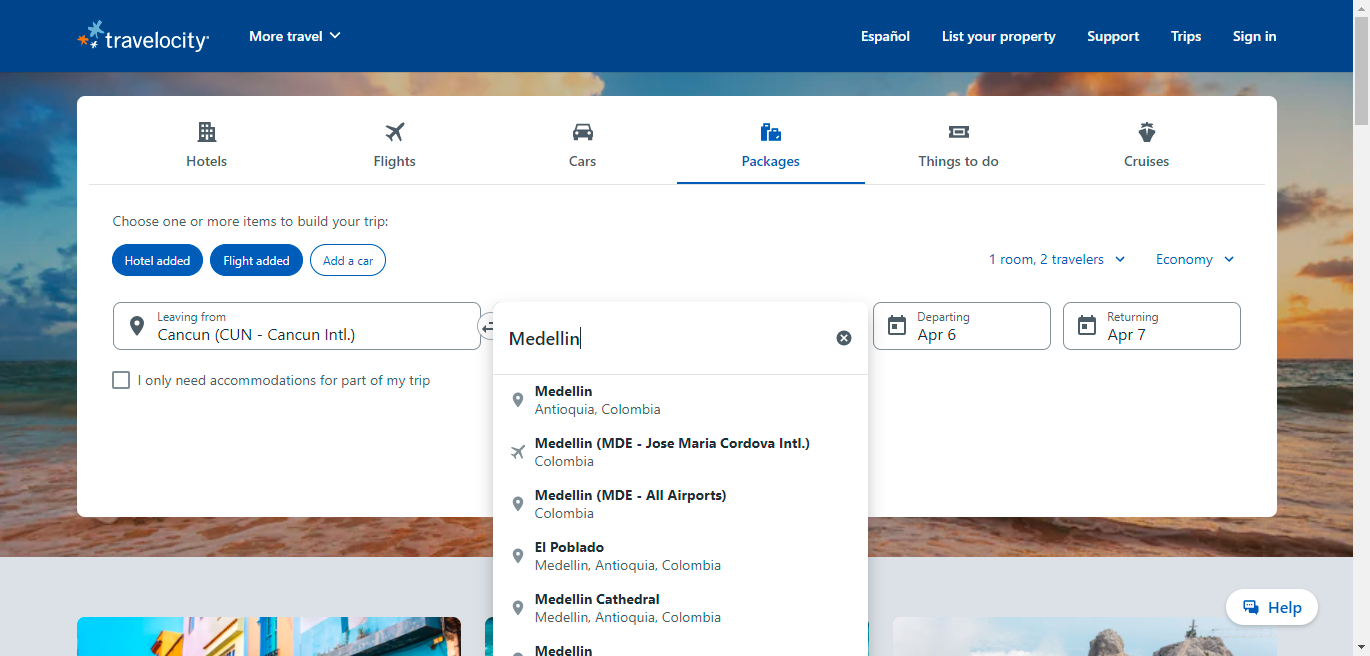 travelocity
More travel
Español
List your property
Support
Trips
Sign in
Hotels
Flights
Cars
Packages
Things to do
Cruises
Choose one or more items to build your trip:
Hotel added
Flight added
Add a car
1 room, 2 travelers
Economy
Leaving from
Cancun (CUN - Cancun Intl.)
Medellin
Departing
Apr 6
Returning
Apr 7
I only need accommodations for part of my trip
Medellin
Antioquia, Colombia
Medellin (MDE - Jose Maria Cordova Intl.)
Colombia
Medellin (MDE - All Airports)
Colombia
El Poblado
Medellin, Antioquia, Colombia
Medellin Cathedral
Medellin, Antioquia, Colombia
Medellin
Help